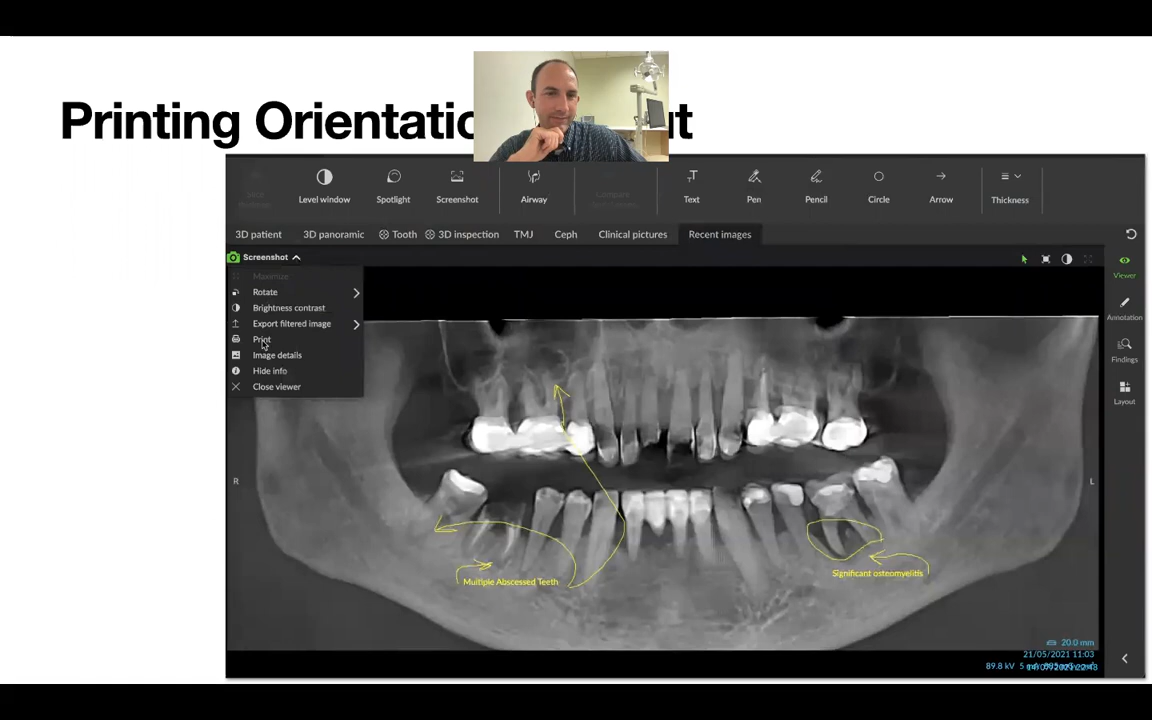 Printing Orientatio ut
Level window
Spotlight
Screenshot
Airway
Text
Pen
Pencil
Circle
Arrow
Thickness
3D patient
3D panoramic
Tooth
3D inspection
TMJ
Ceph
Clinical pictures
Recent images
Screenshot
Maximize
Rotate
Brightness contrast
Export filtered image
Print
Image details
Hide info
Close viewer
Viewer
Annotation
Findings
Layout
R
L
Multiple Abscessed Teeth
Significant osteomyelitis
20.0 mm
21/05/2021 11:03
89.8 kV